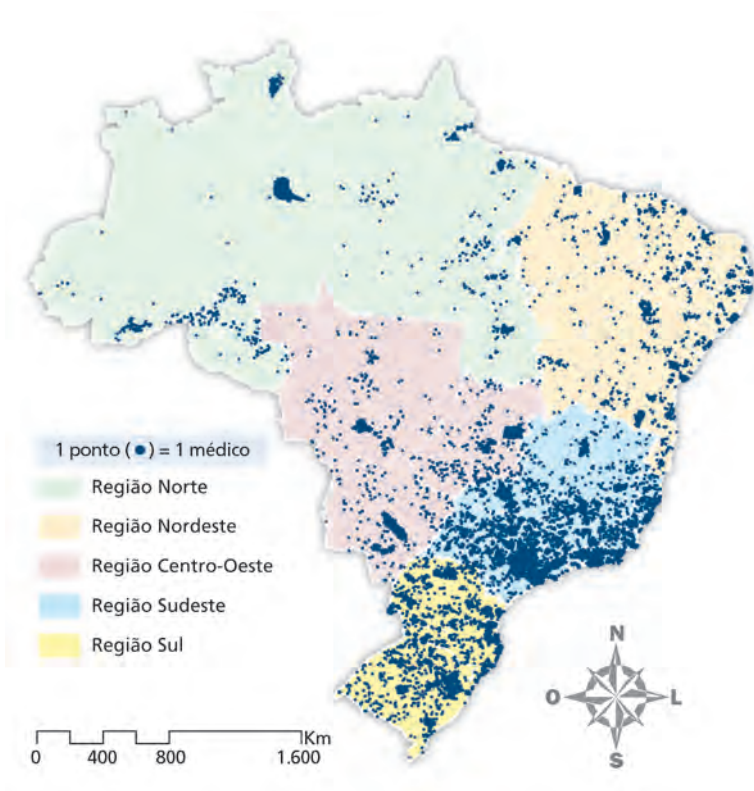 1 ponto (●) = 1 médico
Região Norte
Região Nordeste
Região Centro-Oeste
Região Sudeste
Região Sul
N
O L
S
Km
0 400 800 1.600